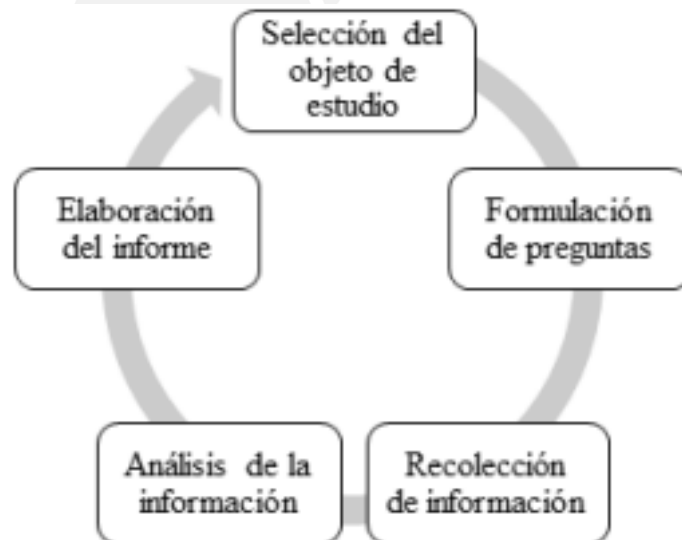 Selección del
objeto de
estudio
Formulación
de preguntas
Recolección
de información
Análisis de la
información
Elaboración
del informe